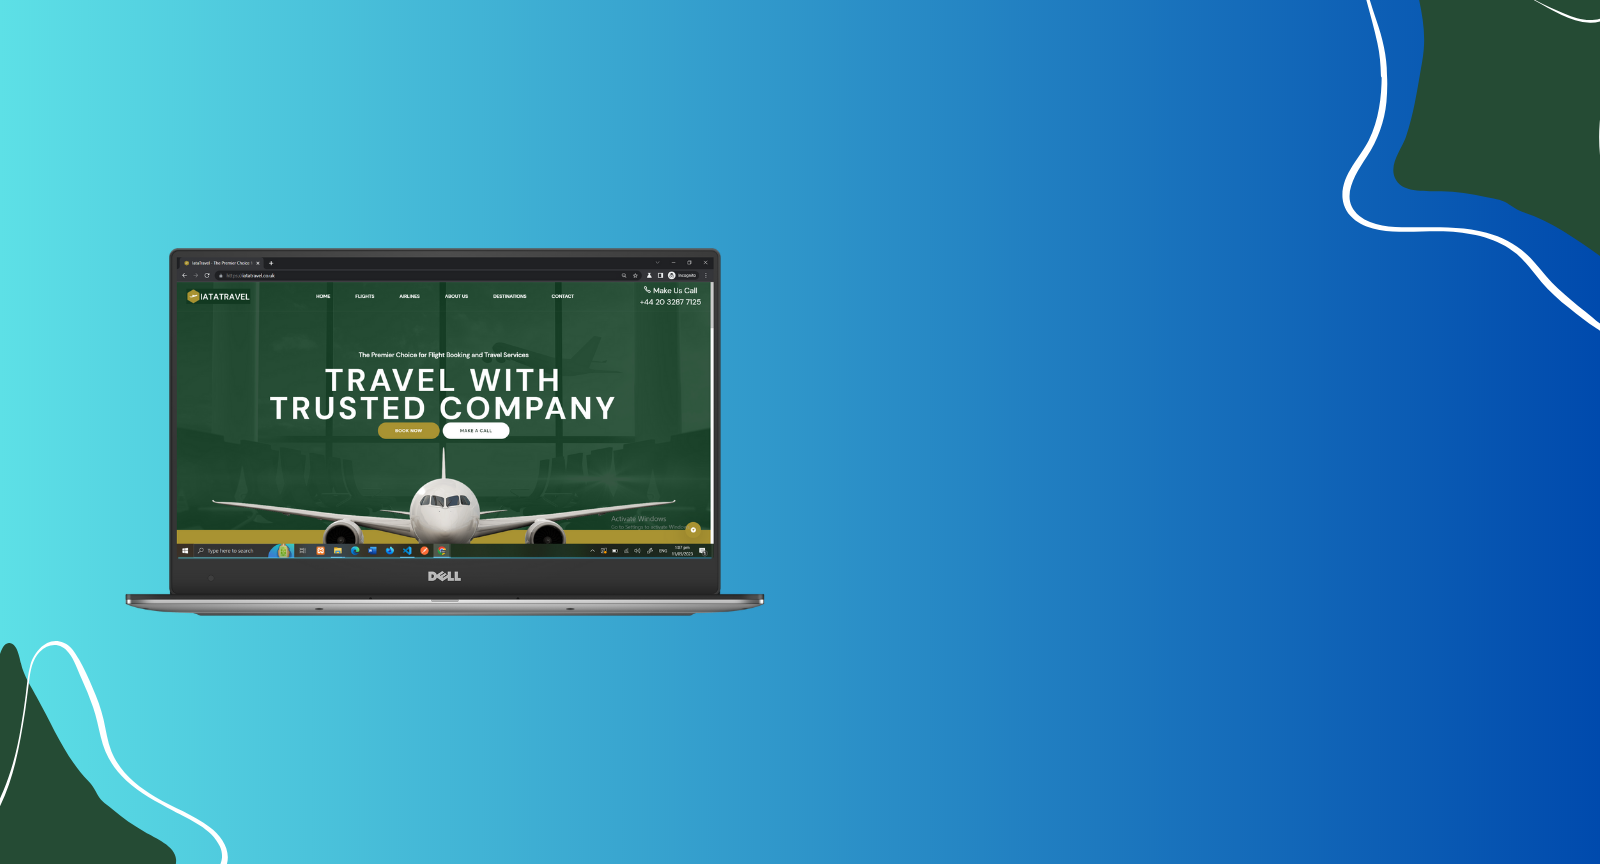 IataTravel - The Premier Choice f
https://iatatravel.co.uk
Incognito
IATATRAVEL
HOME
FLIGHTS
AIRLINES
ABOUT US
DESTINATIONS
CONTACT
Make Us Call
+44 20 3287 7125
The Premier Choice for Flight Booking and Travel Services
TRAVEL WITH
TRUSTED COMPANY
BOOK NOW
MAKE A CALL
Activate Windows
Go to Settings to activate Windows
Type here to search
ENG
DELL